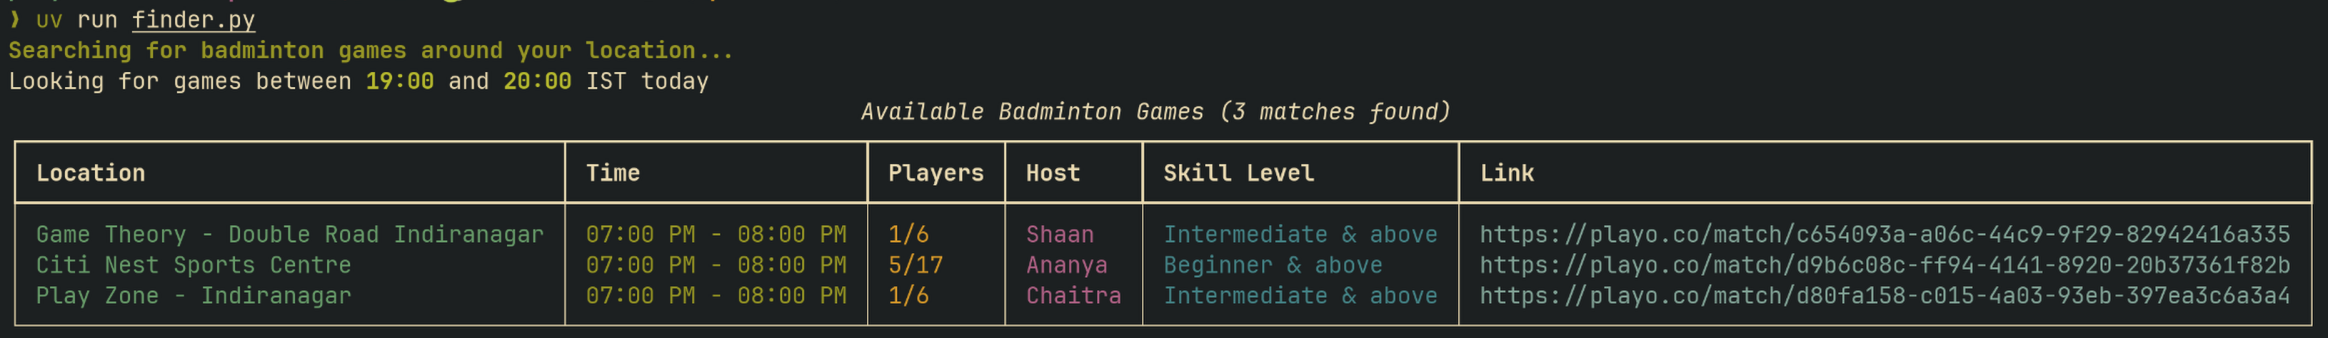 ❯ uv run finder.py
Searching for badminton games around your location...
Looking for games between 19:00 and 20:00 IST today
Available Badminton Games (3 matches found)
Location Time Players Host Skill Level Link
Game Theory - Double Road Indiranagar 07:00 PM - 08:00 PM 1/6 Shaan Intermediate & above https://playo.co/match/c654093a-a06c-44c9-9f29-82942416a335
Citi Nest Sports Centre 07:00 PM - 08:00 PM 5/17 Ananya Beginner & above https://playo.co/match/d9b6c08c-ff94-4141-8920-20b37361f82b
Play Zone - Indiranagar 07:00 PM - 08:00 PM 1/6 Chaitra Intermediate & above https://playo.co/match/d80fa158-c015-4a03-93eb-397ea3c6a3a4